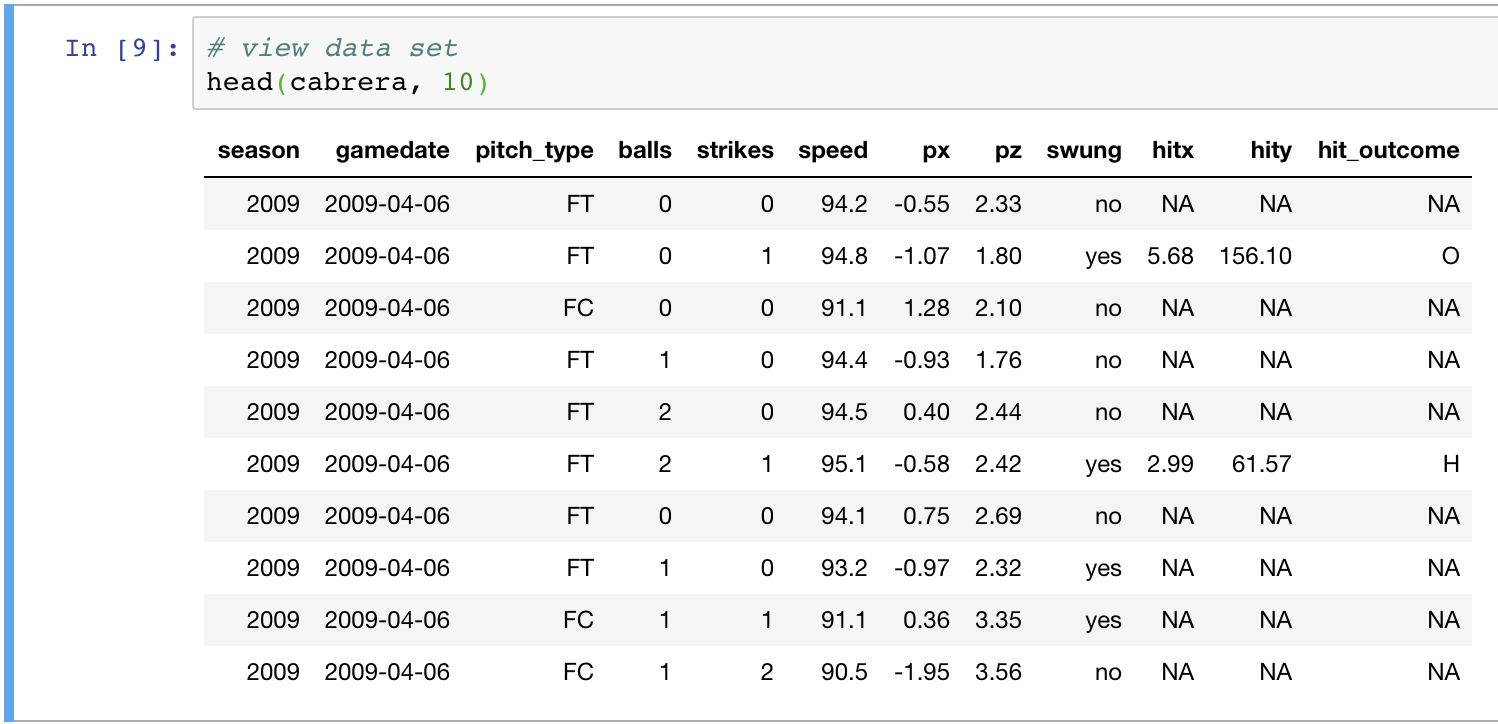 In [9]: # view data set
head(cabrera, 10)
season gamedate pitch_type balls strikes speed px pz swung hitx hity hit_outcome
2009 2009-04-06 FT 0 0 94.2 -0.55 2.33 no NA NA NA
2009 2009-04-06 FT 0 1 94.8 -1.07 1.80 yes 5.68 156.10 O
2009 2009-04-06 FC 0 0 91.1 1.28 2.10 no NA NA NA
2009 2009-04-06 FT 1 0 94.4 -0.93 1.76 no NA NA NA
2009 2009-04-06 FT 2 0 94.5 0.40 2.44 no NA NA NA
2009 2009-04-06 FT 2 1 95.1 -0.58 2.42 yes 2.99 61.57 H
2009 2009-04-06 FT 0 0 94.1 0.75 2.69 no NA NA NA
2009 2009-04-06 FT 1 0 93.2 -0.97 2.32 yes NA NA NA
2009 2009-04-06 FC 1 1 91.1 0.36 3.35 yes NA NA NA
2009 2009-04-06 FC 1 2 90.5 -1.95 3.56 no NA NA NA